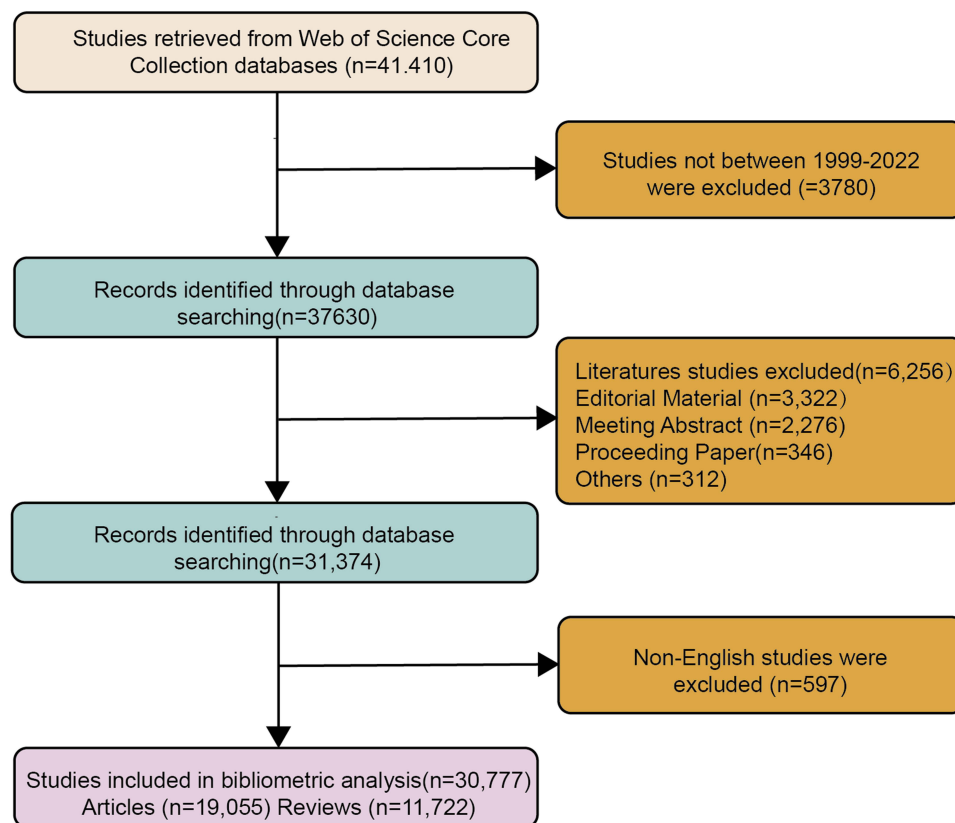 Studies retrieved from Web of Science Core
Collection databases (n=41.410)
Studies not between 1999-2022
were excluded (=3780)
Records identified through database
searching(n=37630)
Literatures studies excluded(n=6,256)
Editorial Material (n=3,322)
Meeting Abstract (n=2,276)
Proceeding Paper(n=346)
Others (n=312)
Records identified through database
searching(n=31,374)
Non-English studies were
excluded (n=597)
Studies included in bibliometric analysis(n=30,777)
Articles (n=19,055) Reviews (n=11,722)